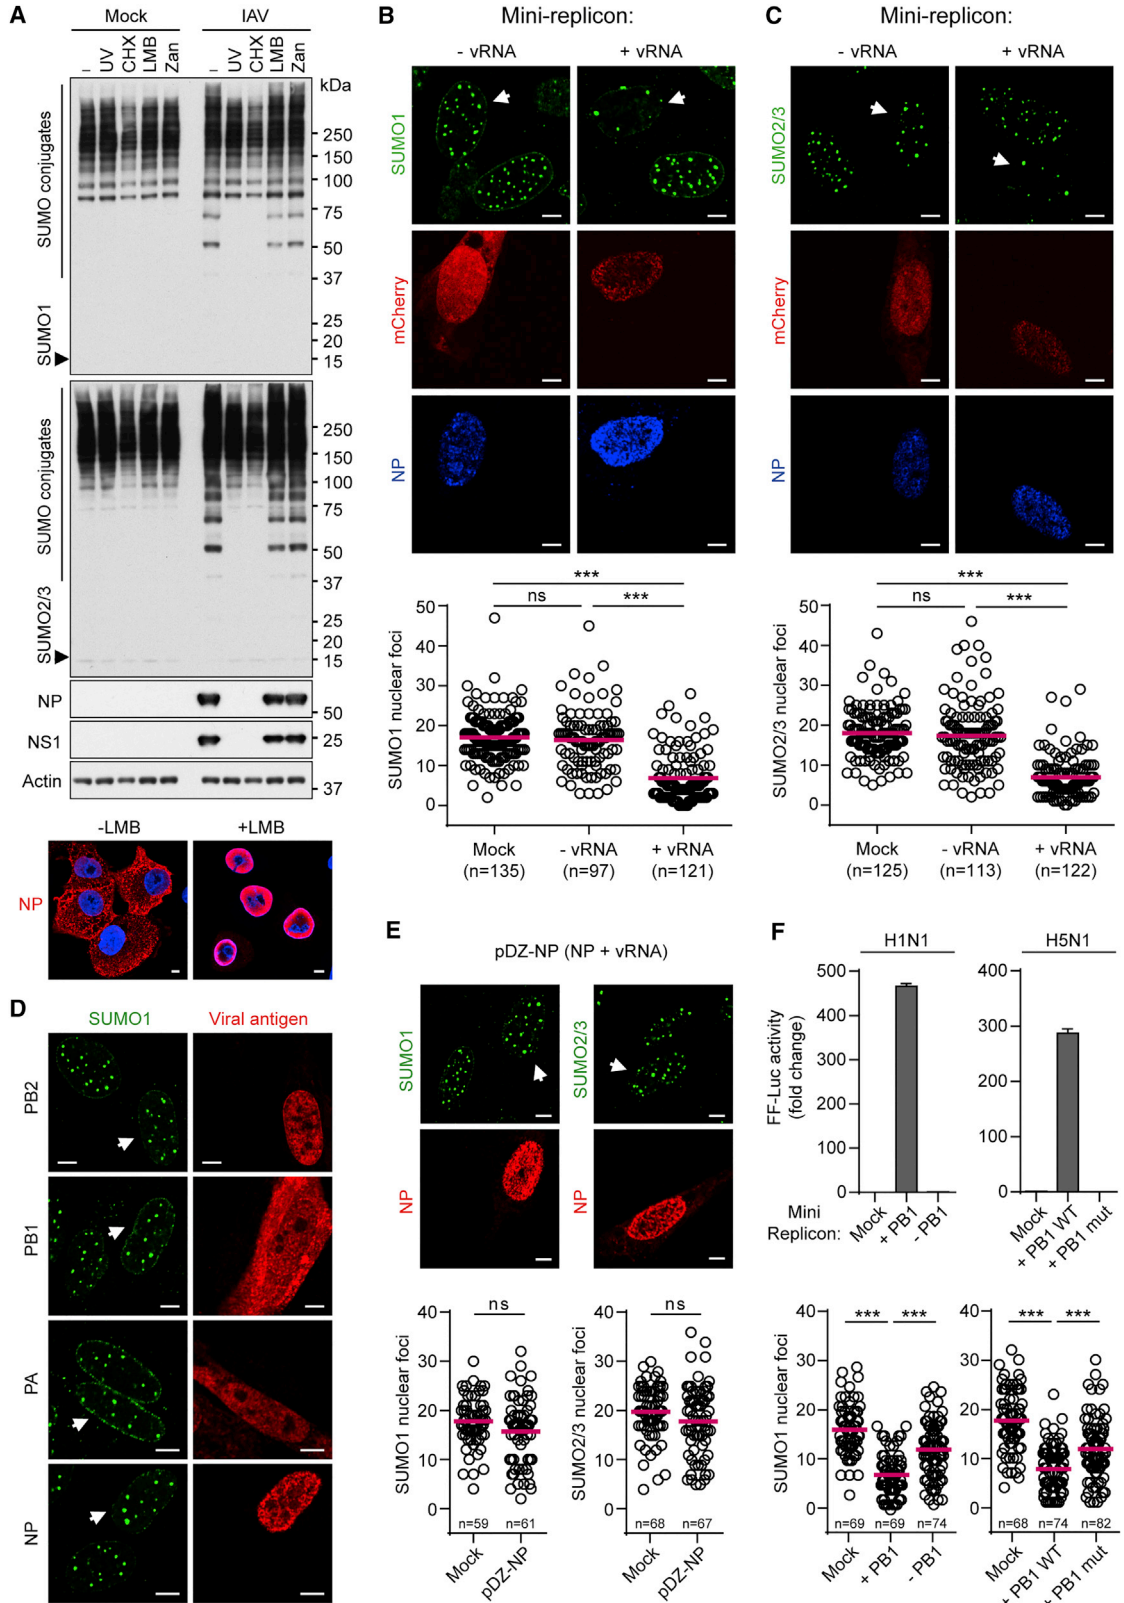 A
Mock
IAV
– UV CHX LMB Zan – UV CHX LMB Zan
kDa
SUMO conjugates
SUMO1
250
150
100
75
50
37
25
20
15
SUMO conjugates
SUMO2/3
250
150
100
75
50
37
25
20
15
NP
50
NS1
25
Actin
37
-LMB
+LMB
NP
B
Mini-replicon:
- vRNA
+ vRNA
SUMO1
mCherry
NP
***
ns
***
SUMO1 nuclear foci
50
40
30
20
10
0
Mock
(n=135)
- vRNA
(n=97)
+ vRNA
(n=121)
C
Mini-replicon:
- vRNA
+ vRNA
SUMO2/3
mCherry
NP
***
ns
***
SUMO2/3 nuclear foci
50
40
30
20
10
0
Mock
(n=125)
- vRNA
(n=113)
+ vRNA
(n=122)
D
SUMO1
Viral antigen
PB2
PB1
PA
NP
E
pDZ-NP (NP + vRNA)
SUMO1
SUMO2/3
NP
NP
ns
SUMO1 nuclear foci
40
30
20
10
0
n=59
n=61
Mock
pDZ-NP
ns
SUMO2/3 nuclear foci
40
30
20
10
0
n=68
n=67
Mock
pDZ-NP
F
H1N1
H5N1
FF-Luc activity
(fold change)
500
400
300
200
100
0
400
300
200
100
0
Mini
Replicon:
Mock
+ PB1
- PB1
Mock
+ PB1 WT
+ PB1 mut
*** ***
SUMO1 nuclear foci
40
30
20
10
0
n=69
n=69
n=74
Mock
+ PB1
- PB1
*** ***
40
30
20
10
0
n=68
n=74
n=82
Mock
+ PB1 WT
+ PB1 mut